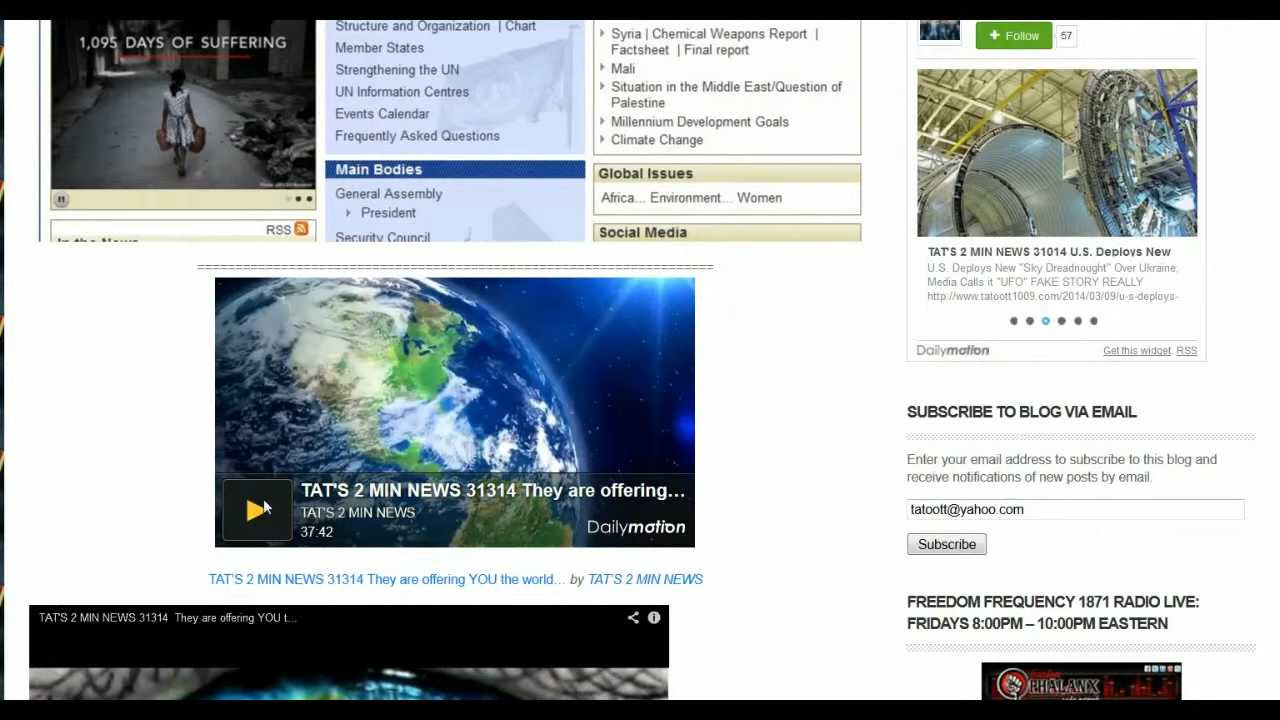 1,095 DAYS OF SUFFERING
Structure and Organization | Chart
Member States
Strengthening the UN
UN Information Centres
Events Calendar
Frequently Asked Questions
Main Bodies
General Assembly
President
Security Council
RSS
In the News
Syria | Chemical Weapons Report |
Factsheet | Final report
Mali
Situation in the Middle East/Question of
Palestine
Millennium Development Goals
Climate Change
Global Issues
Africa... Environment... Women
Social Media
===================================================================
TAT'S 2 MIN NEWS 31314 They are offering...
TAT'S 2 MIN NEWS
37:42
Dailymotion
TAT'S 2 MIN NEWS 31314 They are offering YOU the world... by TAT'S 2 MIN NEWS
TAT'S 2 MIN NEWS 31314 They are offering YOU t...
Follow 57
TAT'S 2 MIN NEWS 31014 U.S. Deploys New
U.S. Deploys New "Sky Dreadnought" Over Ukraine;
Media Calls it "UFO" FAKE STORY REALLY
http://www.tatoott1009.com/2014/03/09/u-s-deploys-
Dailymotion
Get this widget RSS
SUBSCRIBE TO BLOG VIA EMAIL
Enter your email address to subscribe to this blog and
receive notifications of new posts by email.
tatoott@yahoo.com
Subscribe
FREEDOM FREQUENCY 1871 RADIO LIVE:
FRIDAYS 8:00PM – 10:00PM EASTERN
PHALANX